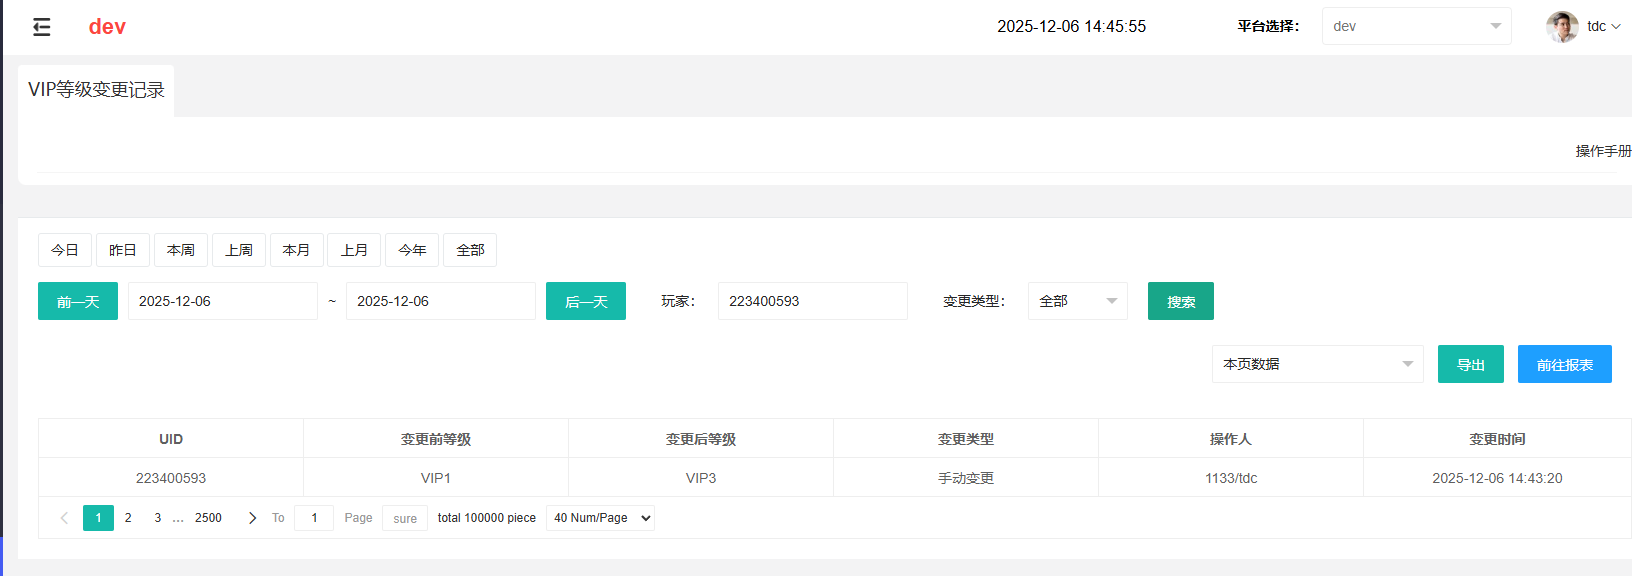 dev 2025-12-06 14:45:55 平台选择： dev tdc
VIP等级变更记录
操作手册
今日 昨日 本周 上周 本月 上月 今年 全部
前一天 2025-12-06 ~ 2025-12-06 后一天 玩家： 223400593 变更类型： 全部 搜索
本页数据 导出 前往报表
UID 变更前等级 变更后等级 变更类型 操作人 变更时间
223400593 VIP1 VIP3 手动变更 1133/tdc 2025-12-06 14:43:20
1 2 3 ... 2500 To 1 Page sure total 100000 piece 40 Num/Page